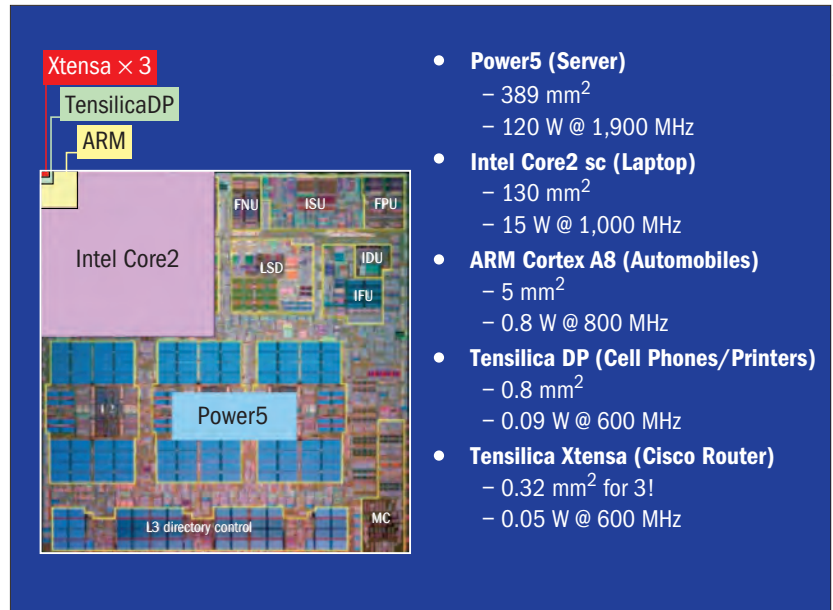 Xtensa × 3
TensilicaDP
ARM
Intel Core2
FNU
ISU
FPU
LSD
IDU
IFU
Power5
L3 directory control
MC
• Power5 (Server)
– 389 mm²
– 120 W @ 1,900 MHz
• Intel Core2 sc (Laptop)
– 130 mm²
– 15 W @ 1,000 MHz
• ARM Cortex A8 (Automobiles)
– 5 mm²
– 0.8 W @ 800 MHz
• Tensilica DP (Cell Phones/Printers)
– 0.8 mm²
– 0.09 W @ 600 MHz
• Tensilica Xtensa (Cisco Router)
– 0.32 mm² for 3!
– 0.05 W @ 600 MHz